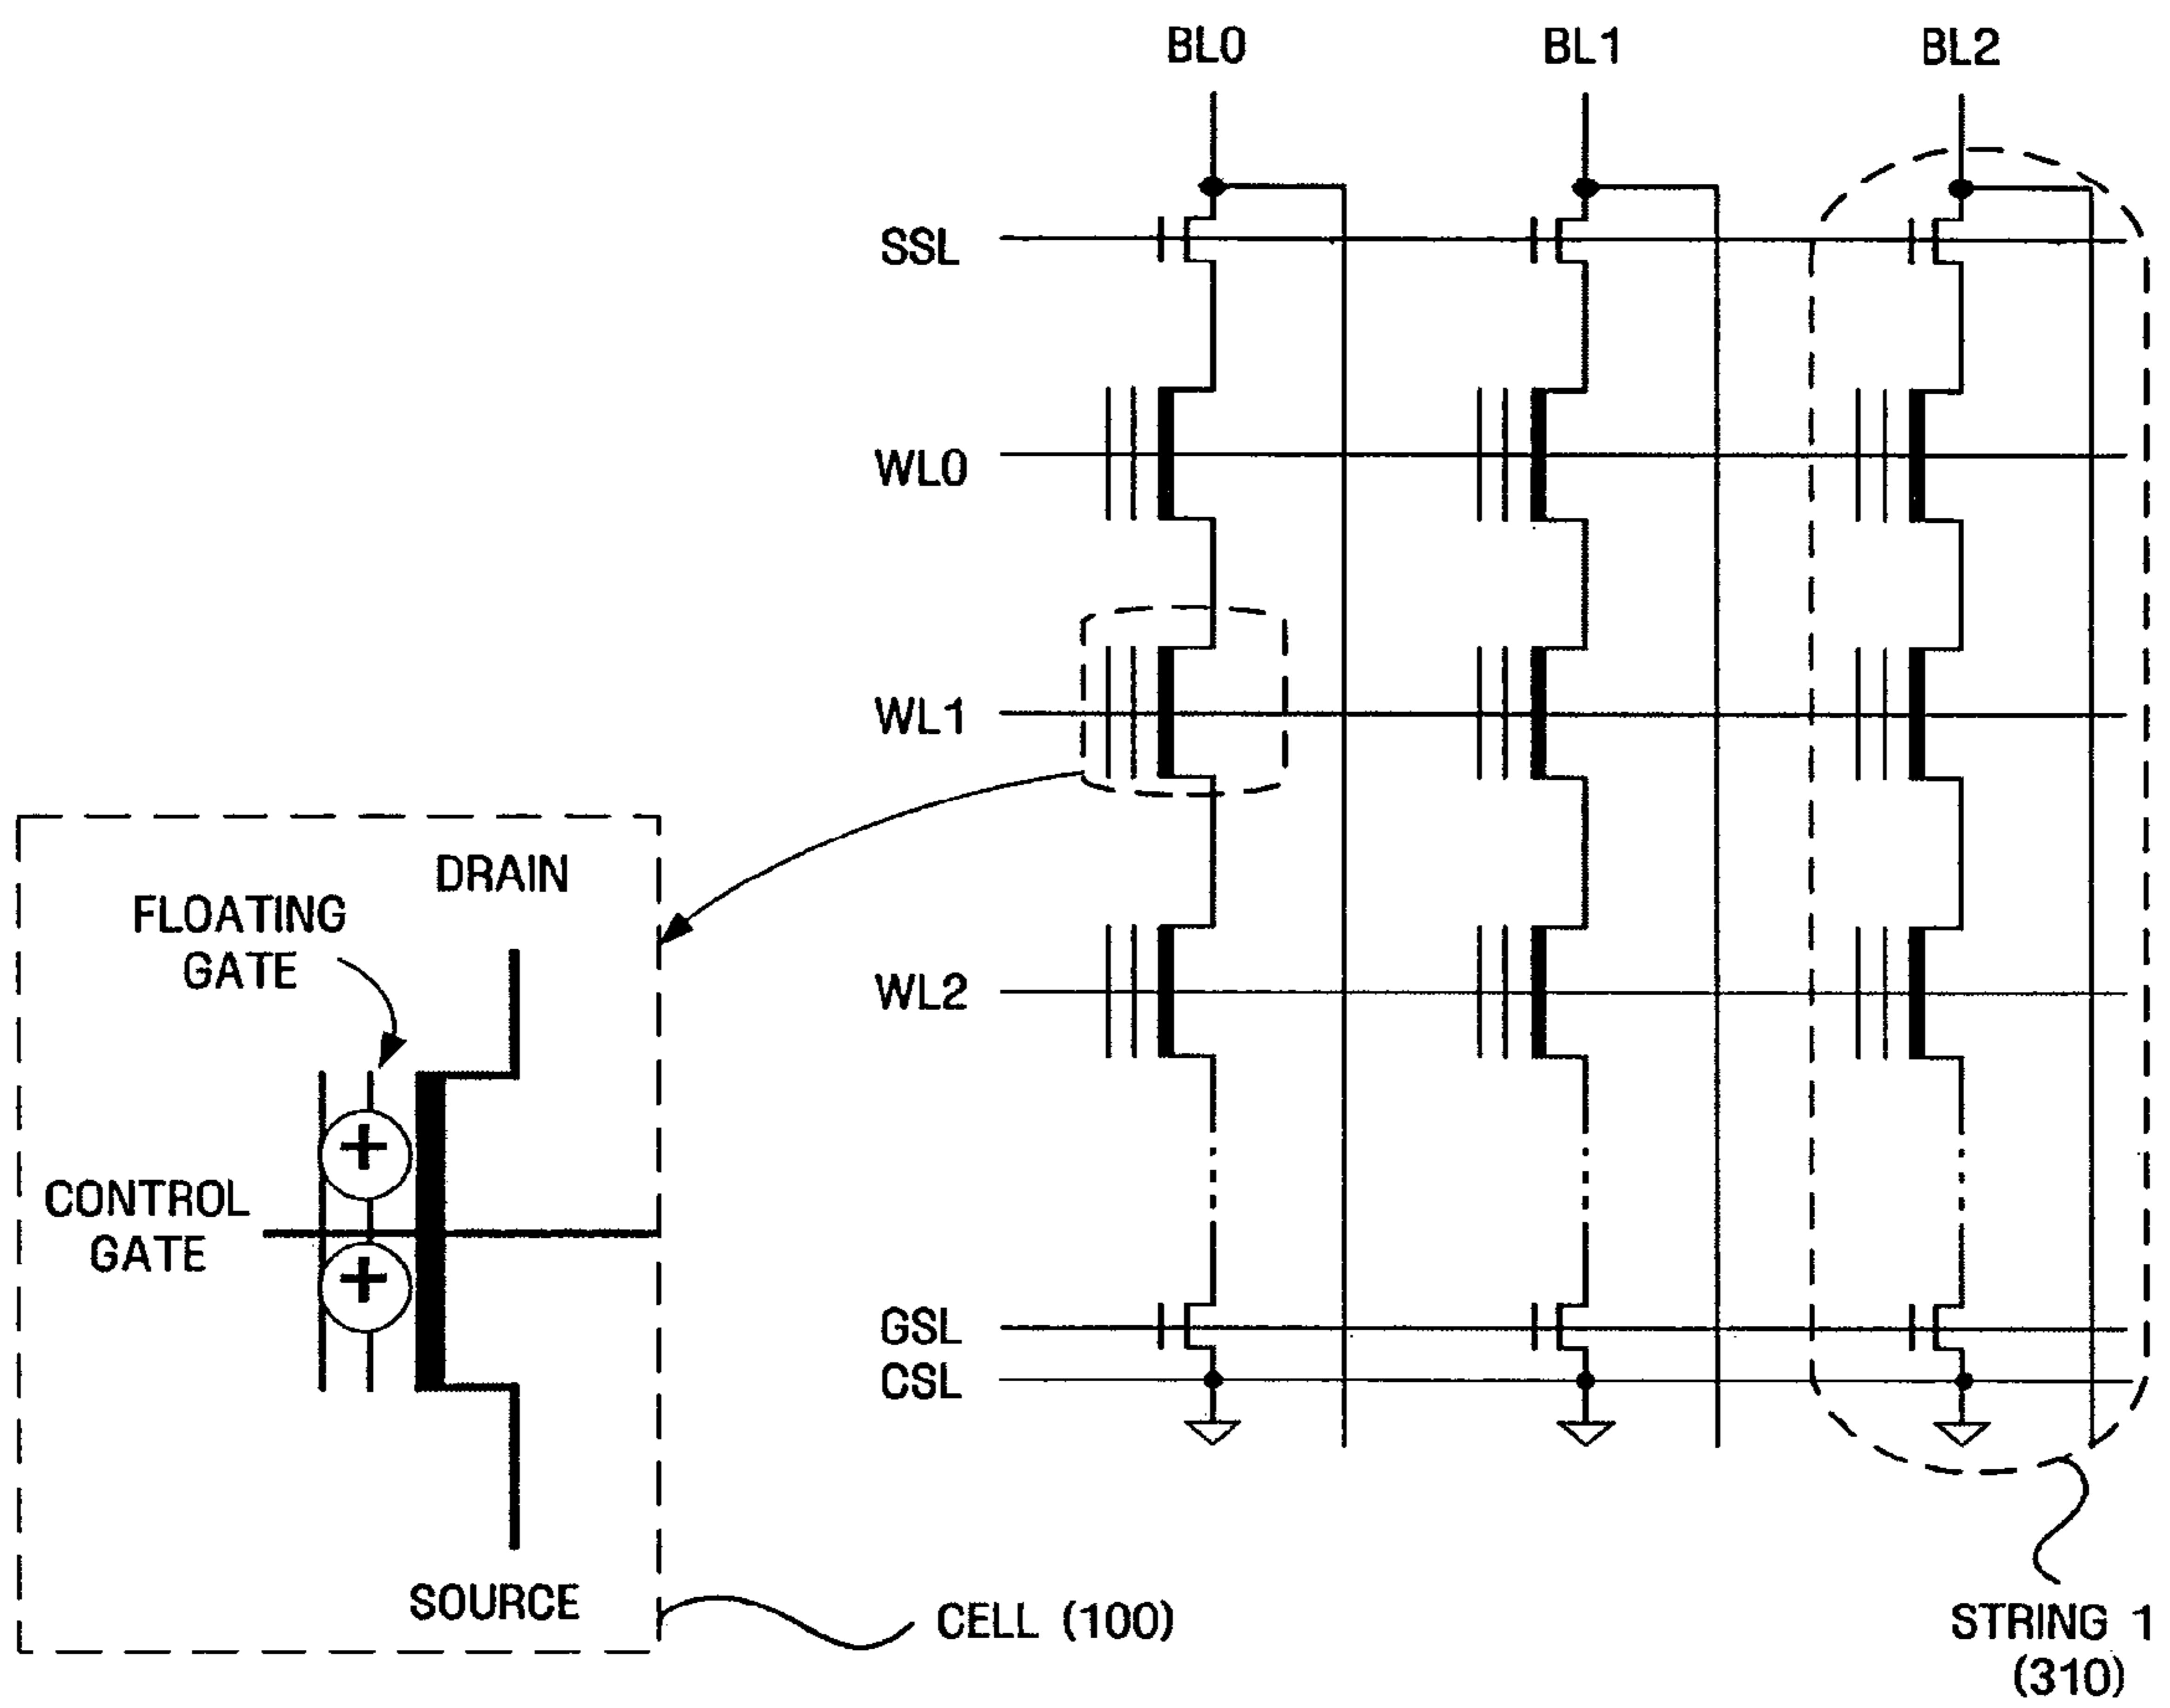 BL0 BL1 BL2
SSL
WL0
WL1
WL2
GSL
CSL
DRAIN
FLOATING
GATE
+
CONTROL
GATE
+
SOURCE
CELL (100)
STRING 1
(310)